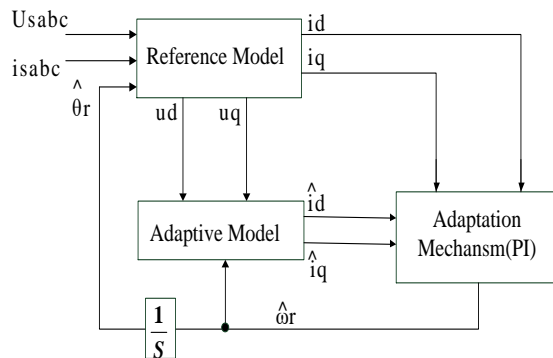 Usabc
isabc
θ̂r
Reference Model
id
iq
ud
uq
Adaptive Model
îd
îq
Adaptation
Mechansm(PI)
1
S
ω̂r